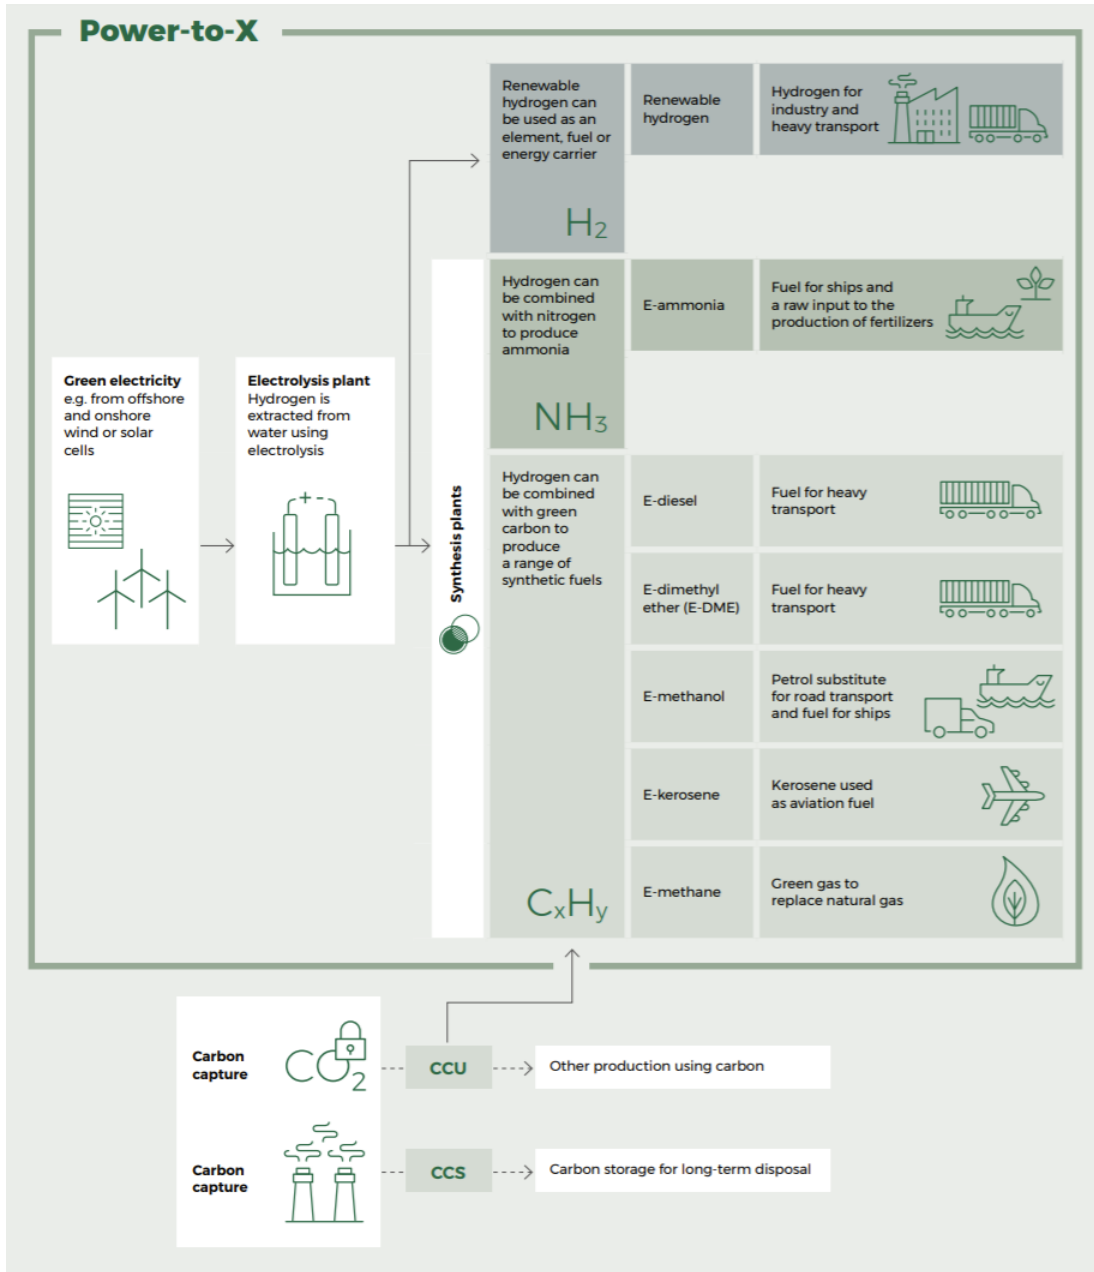 Power-to-X
Renewable
hydrogen can
be used as an
element, fuel or
energy carrier
H₂
Renewable
hydrogen
Hydrogen for
industry and
heavy transport
Hydrogen can
be combined
with nitrogen
to produce
ammonia
NH₃
E-ammonia
Fuel for ships and
a raw input to the
production of fertilizers
Green electricity
e.g. from offshore
and onshore
wind or solar
cells
Electrolysis plant
Hydrogen is
extracted from
water using
electrolysis
+ -
Synthesis plants
Hydrogen can
be combined
with green
carbon to
produce
a range of
synthetic fuels
CxHy
E-diesel
Fuel for heavy
transport
E-dimethyl
ether (E-DME)
Fuel for heavy
transport
E-methanol
Petrol substitute
for road transport
and fuel for ships
E-kerosene
Kerosene used
as aviation fuel
E-methane
Green gas to
replace natural gas
Carbon
capture
CO₂
CCU
Other production using carbon
Carbon
capture
CCS
Carbon storage for long-term disposal